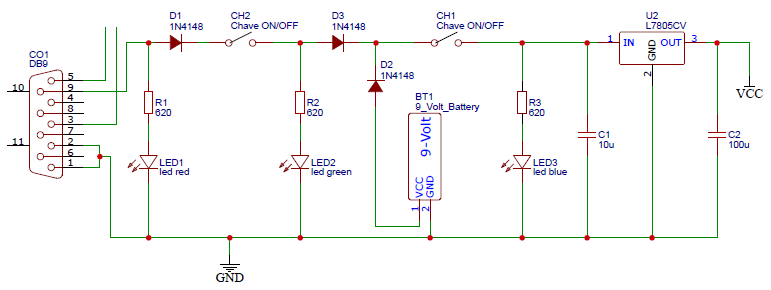 D1
1N4148
CH2
Chave ON/OFF
D3
1N4148
CH1
Chave ON/OFF
U2
L7805CV
1
IN
GND
OUT
3
2
VCC
CO1
DB9
10
11
5
9
4
8
3
7
2
6
1
D2
1N4148
R1
620
R2
620
BT1
9_Volt_Battery
9-Volt
VCC
GND
1
2
R3
620
C1
10u
C2
100u
LED1
led red
LED2
led green
LED3
led blue
GND